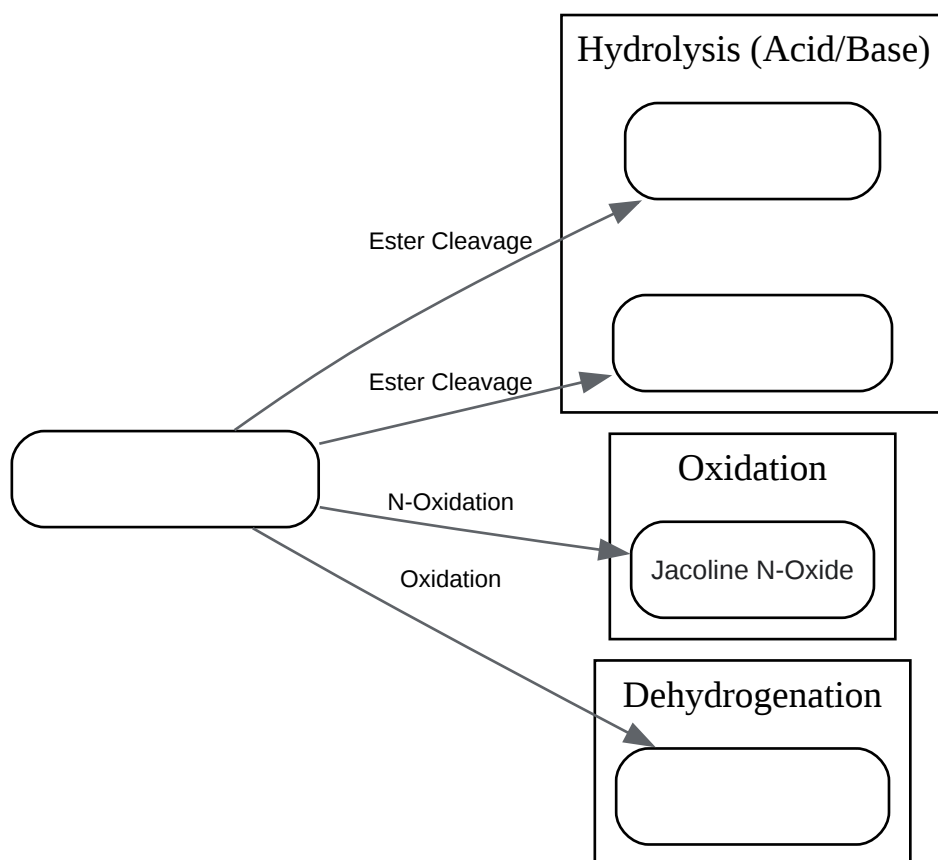 Hydrolysis (Acid/Base)
Ester Cleavage
Ester Cleavage
Oxidation
N-Oxidation
Jacoline N-Oxide
Oxidation
Dehydrogenation